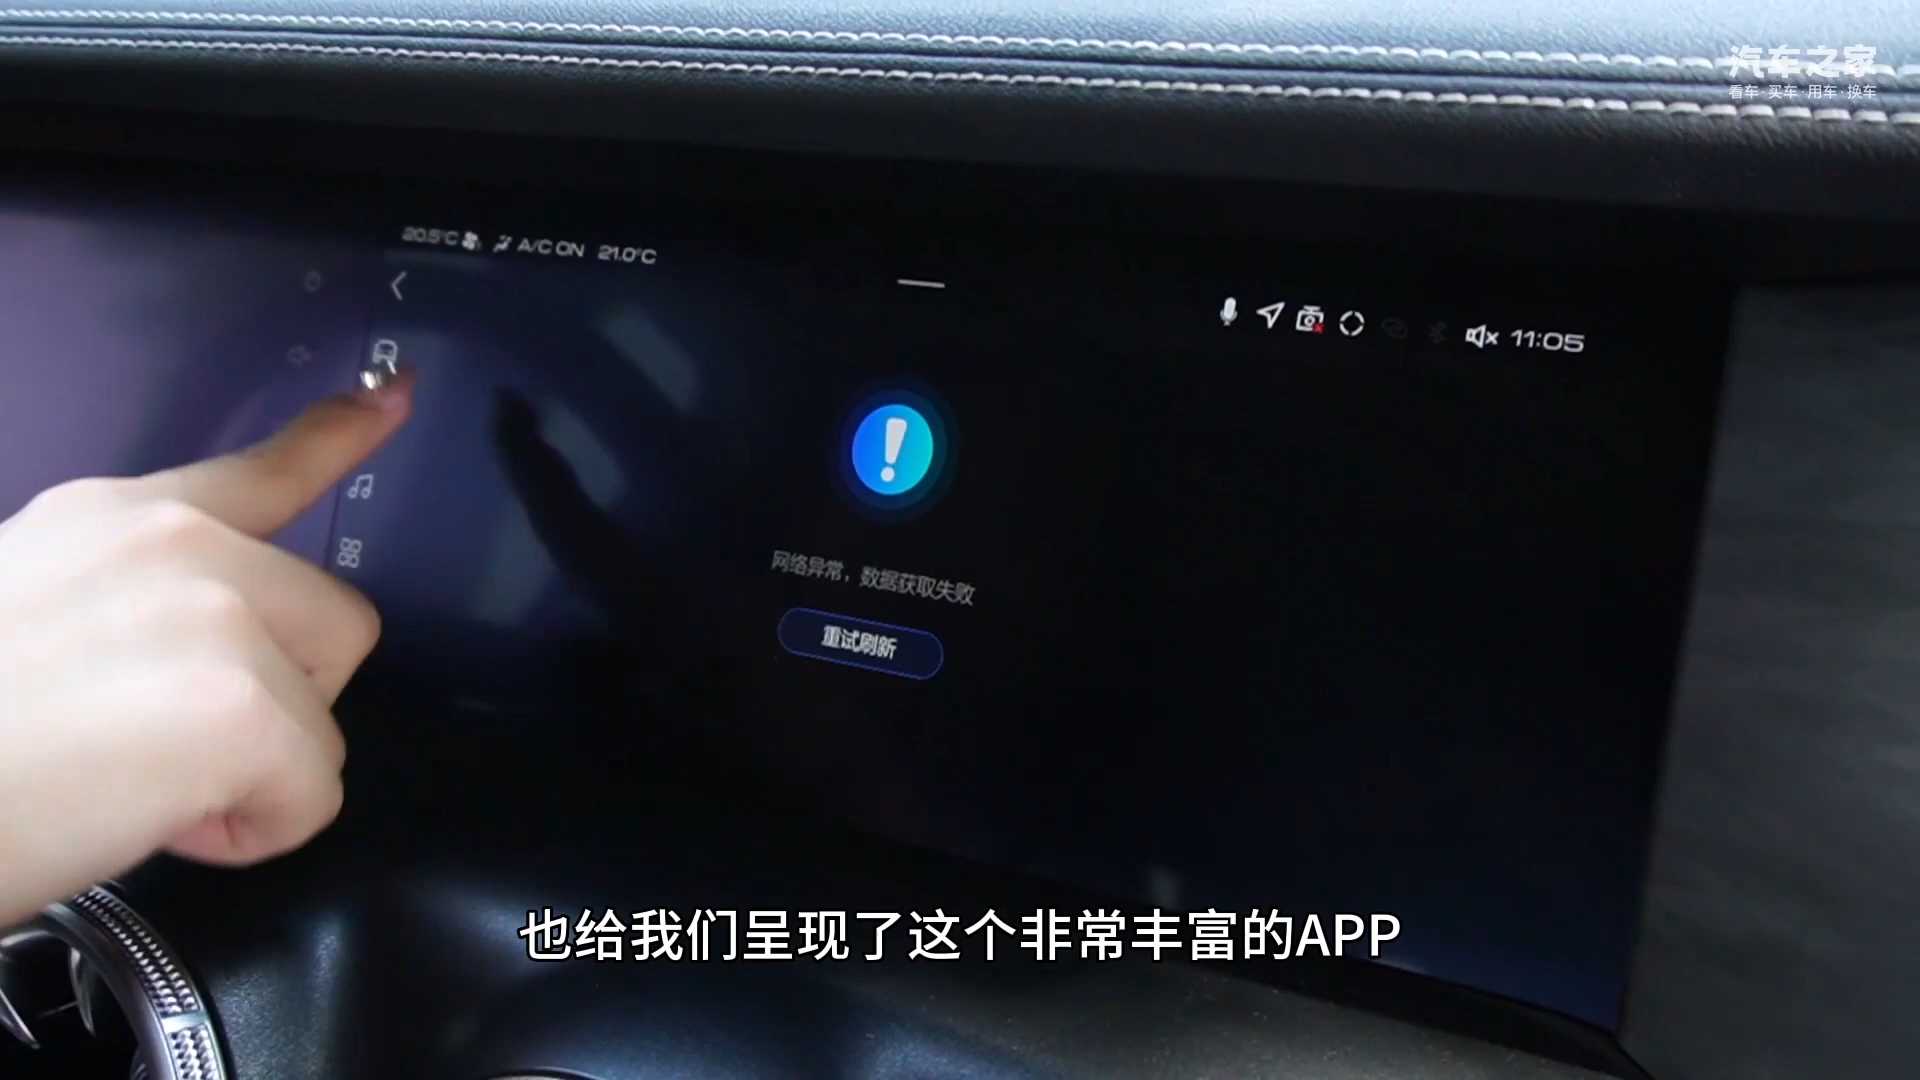 汽车之家
看车·买车·用车·换车
20.5°C A/C ON 21.0°C
11:05
网络异常，数据获取失败
重试刷新
也给我们呈现了这个非常丰富的APP